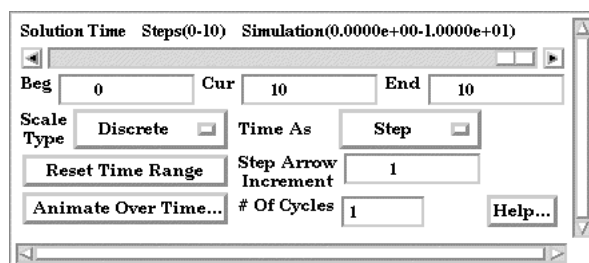 Solution Time Steps(0-10) Simulation(0.0000e+00-1.0000e+01)
Beg 0 Cur 10 End 10
Scale Type Discrete Time As Step
Reset Time Range Step Arrow Increment 1
Animate Over Time... # Of Cycles 1 Help...